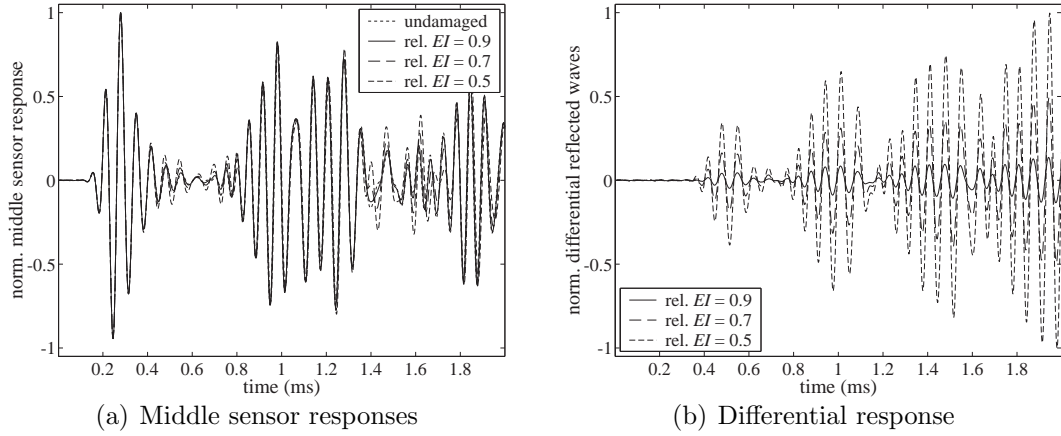 norm. middle sensor response
1
0.5
0
-0.5
-1
undamaged
rel. EI = 0.9
rel. EI = 0.7
rel. EI = 0.5
0.2 0.4 0.6 0.8 1 1.2 1.4 1.6 1.8
time (ms)
(a) Middle sensor responses
norm. differential reflected waves
1
0.5
0
-0.5
-1
rel. EI = 0.9
rel. EI = 0.7
rel. EI = 0.5
0.2 0.4 0.6 0.8 1 1.2 1.4 1.6 1.8
time (ms)
(b) Differential response